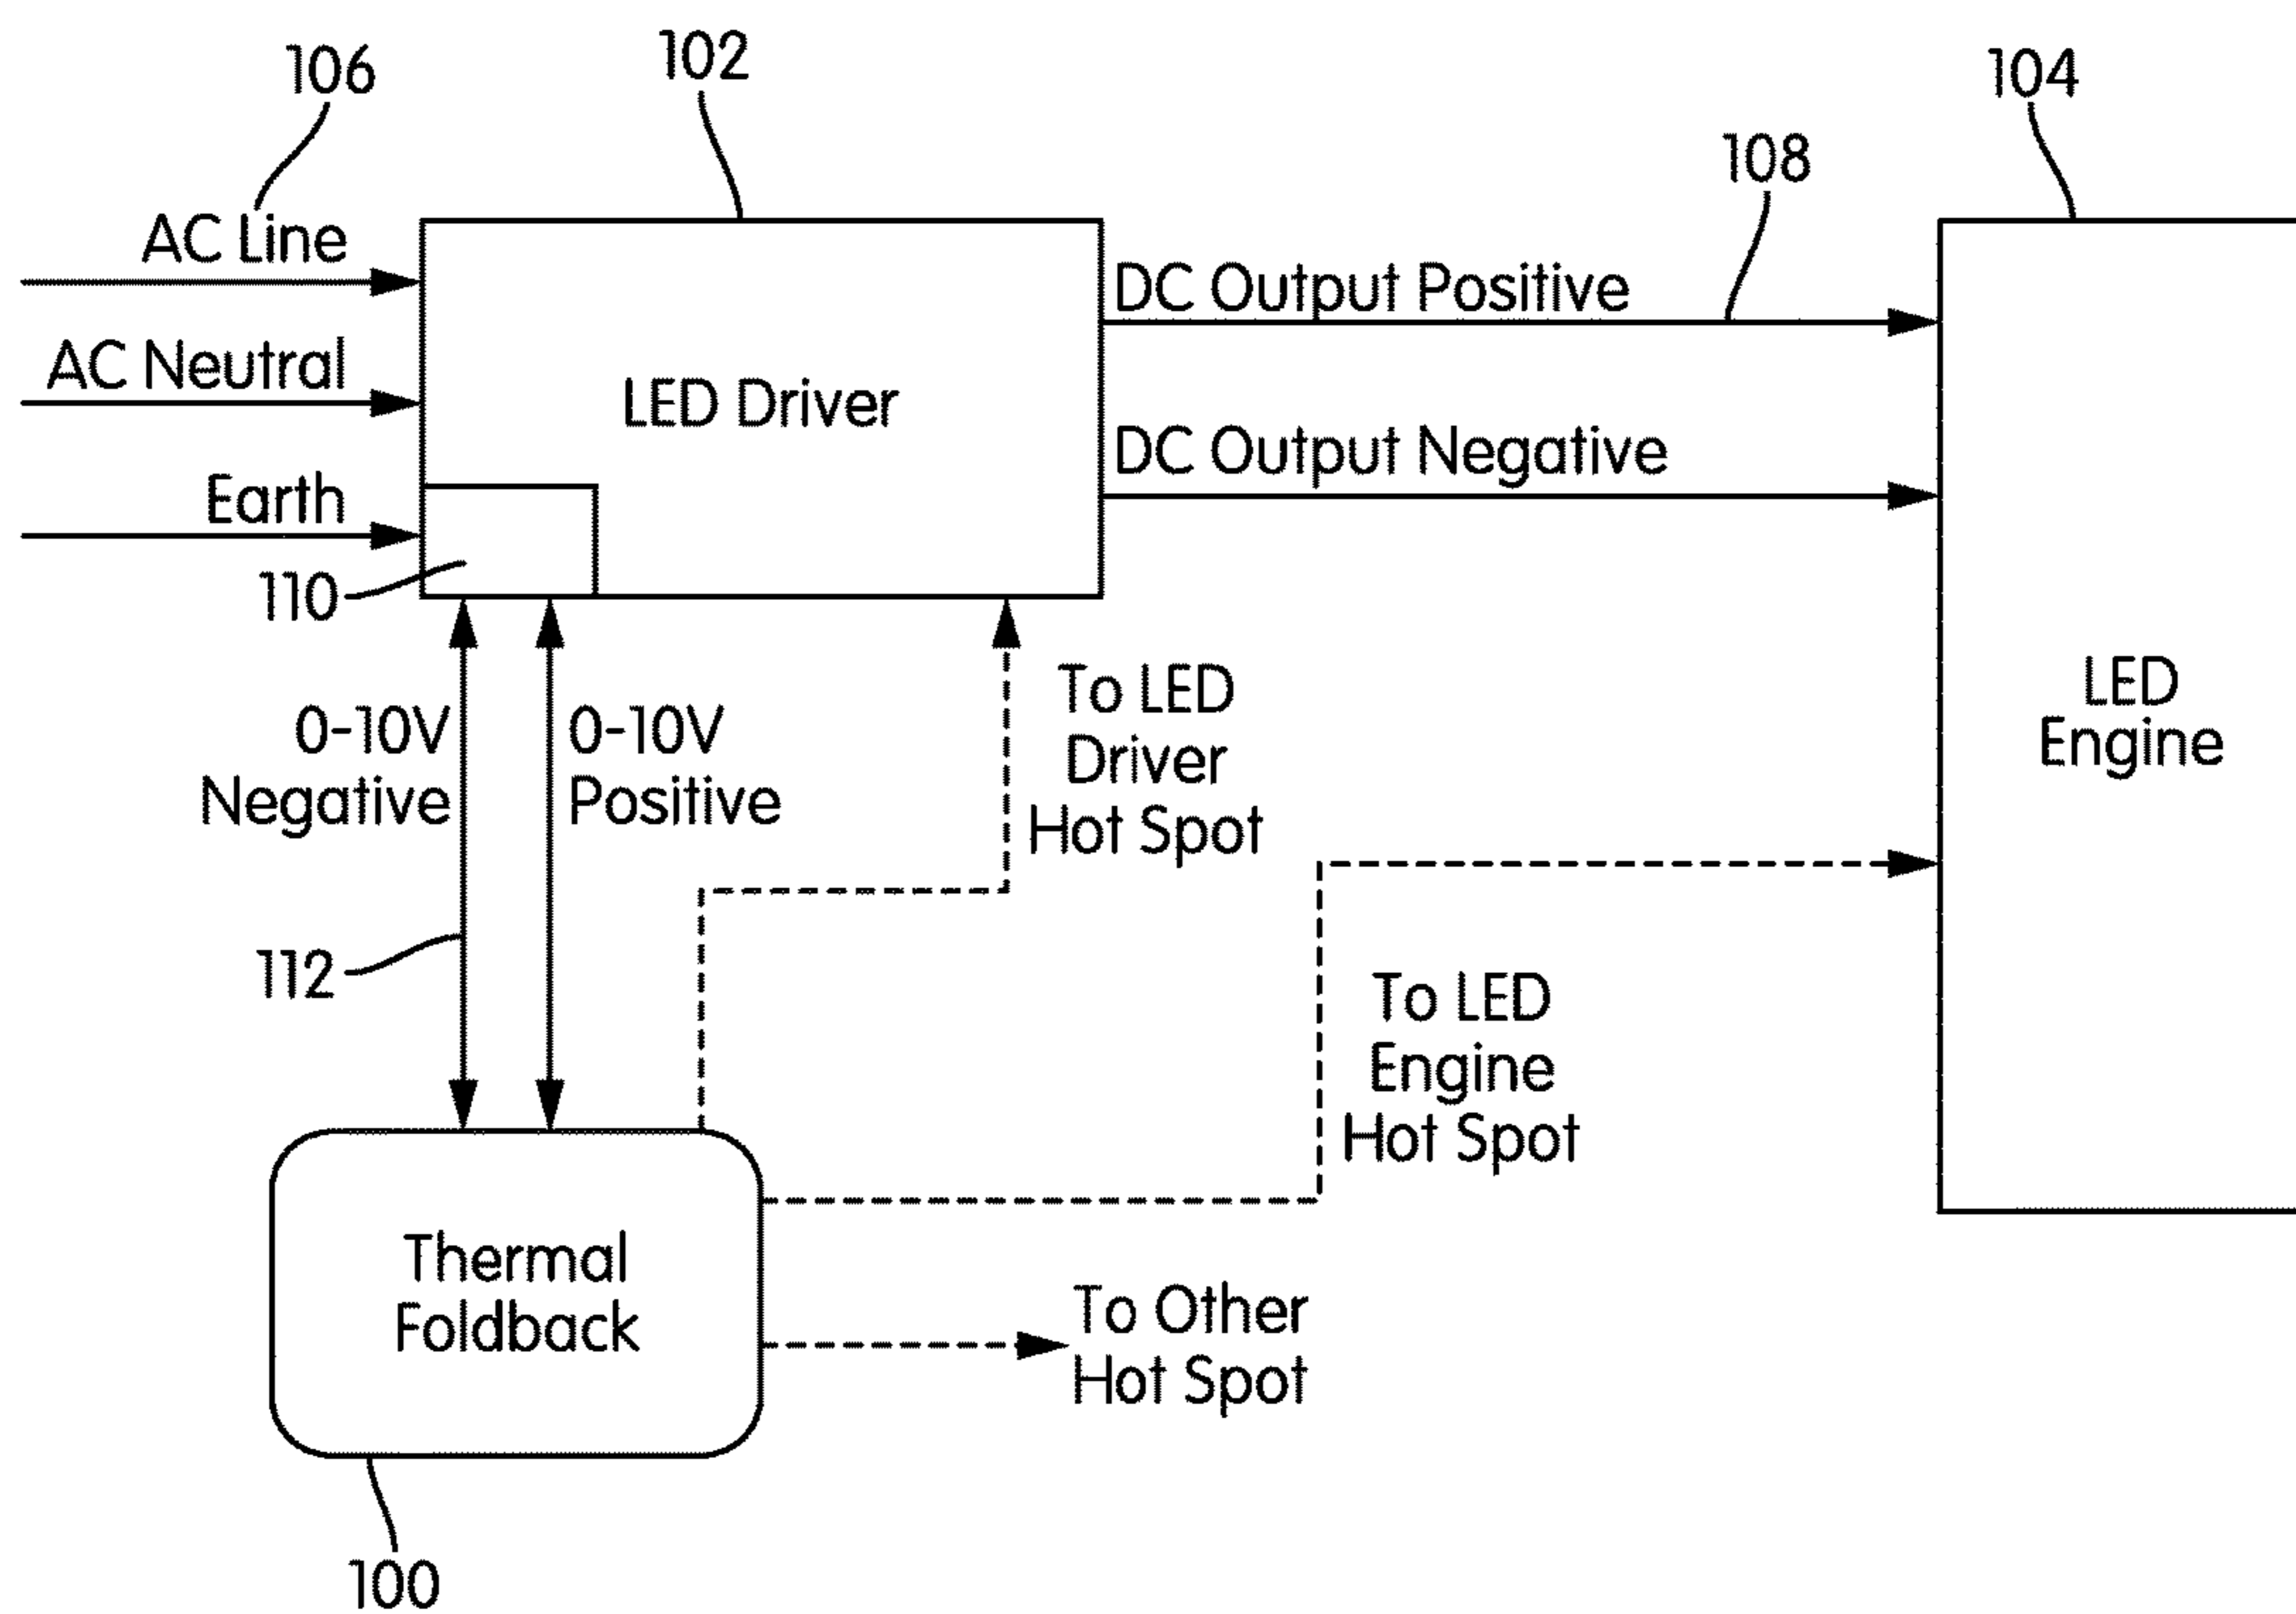 106
102
104
108
AC Line
DC Output Positive
AC Neutral
LED Driver
DC Output Negative
Earth
110
0-10V
Negative
0-10V
Positive
To LED
Driver
Hot Spot
LED
Engine
112
To LED
Engine
Hot Spot
Thermal
Foldback
To Other
Hot Spot
100